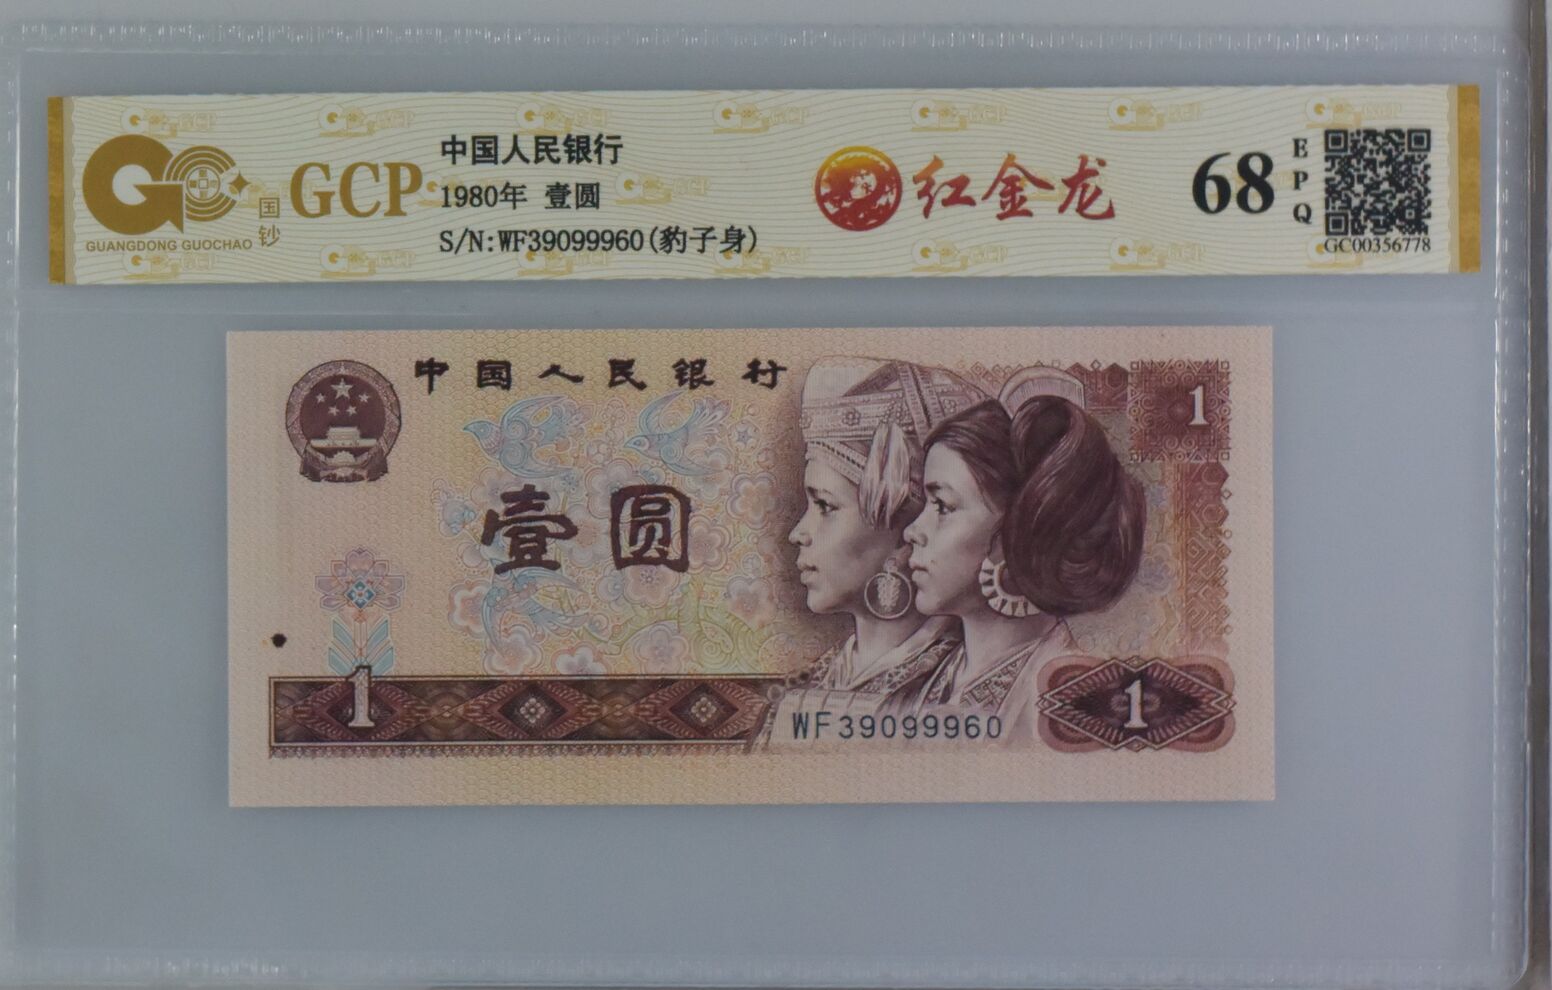 GUANGDONG GUOCHAO
国钞
GCP
中国人民银行
1980年 壹圆
S/N:WF39099960(豹子身)
红金龙
68
EPQ
GC00356778
中国人民银行
1
壹圆
1
WF39099960
1